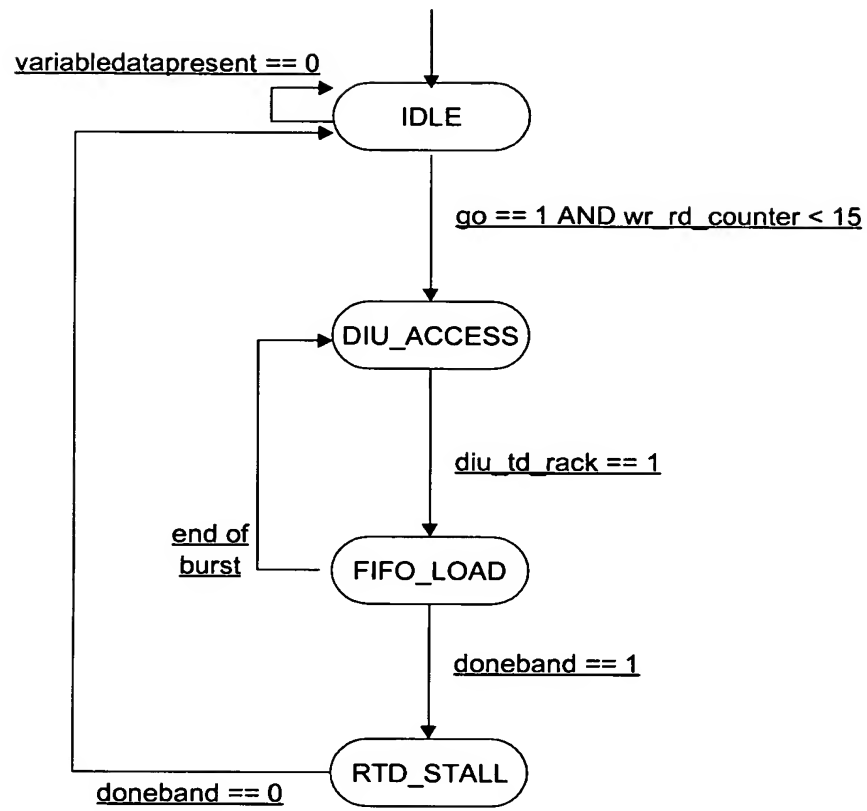 variabledatapresent == 0
IDLE
go == 1 AND wr_rd_counter < 15
DIU_ACCESS
diu_td_rack == 1
end of
burst
FIFO_LOAD
doneband == 1
RTD_STALL
doneband == 0